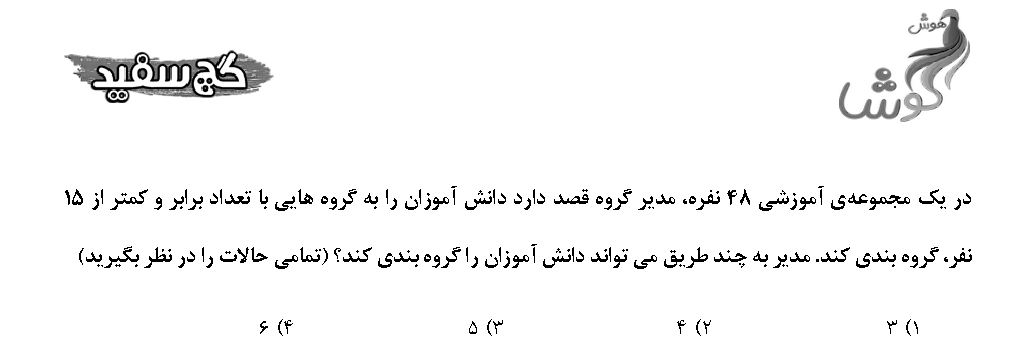 هوش
گوشا
گچ سفید
در یک مجموعه‌ی آموزشی ۴۸ نفره، مدیر گروه قصد دارد دانش آموزان را به گروه هایی با تعداد برابر و کمتر از ۱۵
نفر، گروه بندی کند. مدیر به چند طریق می تواند دانش آموزان را گروه بندی کند؟ (تمامی حالات را در نظر بگیرید)
۱) ۳ ۲) ۴ ۳) ۵ ۴) ۶